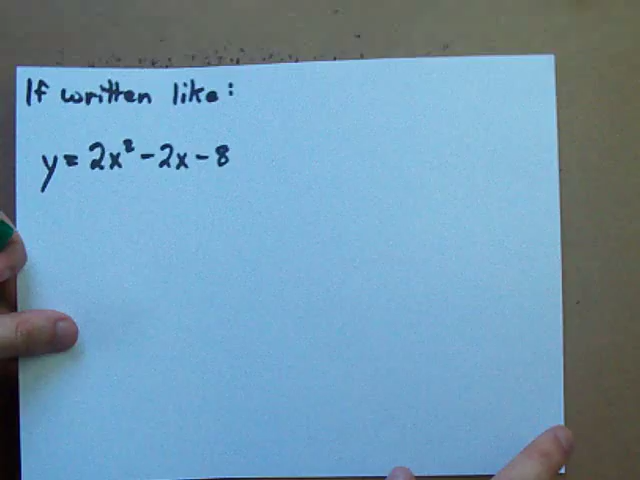 If written like:
y = 2x² - 2x - 8